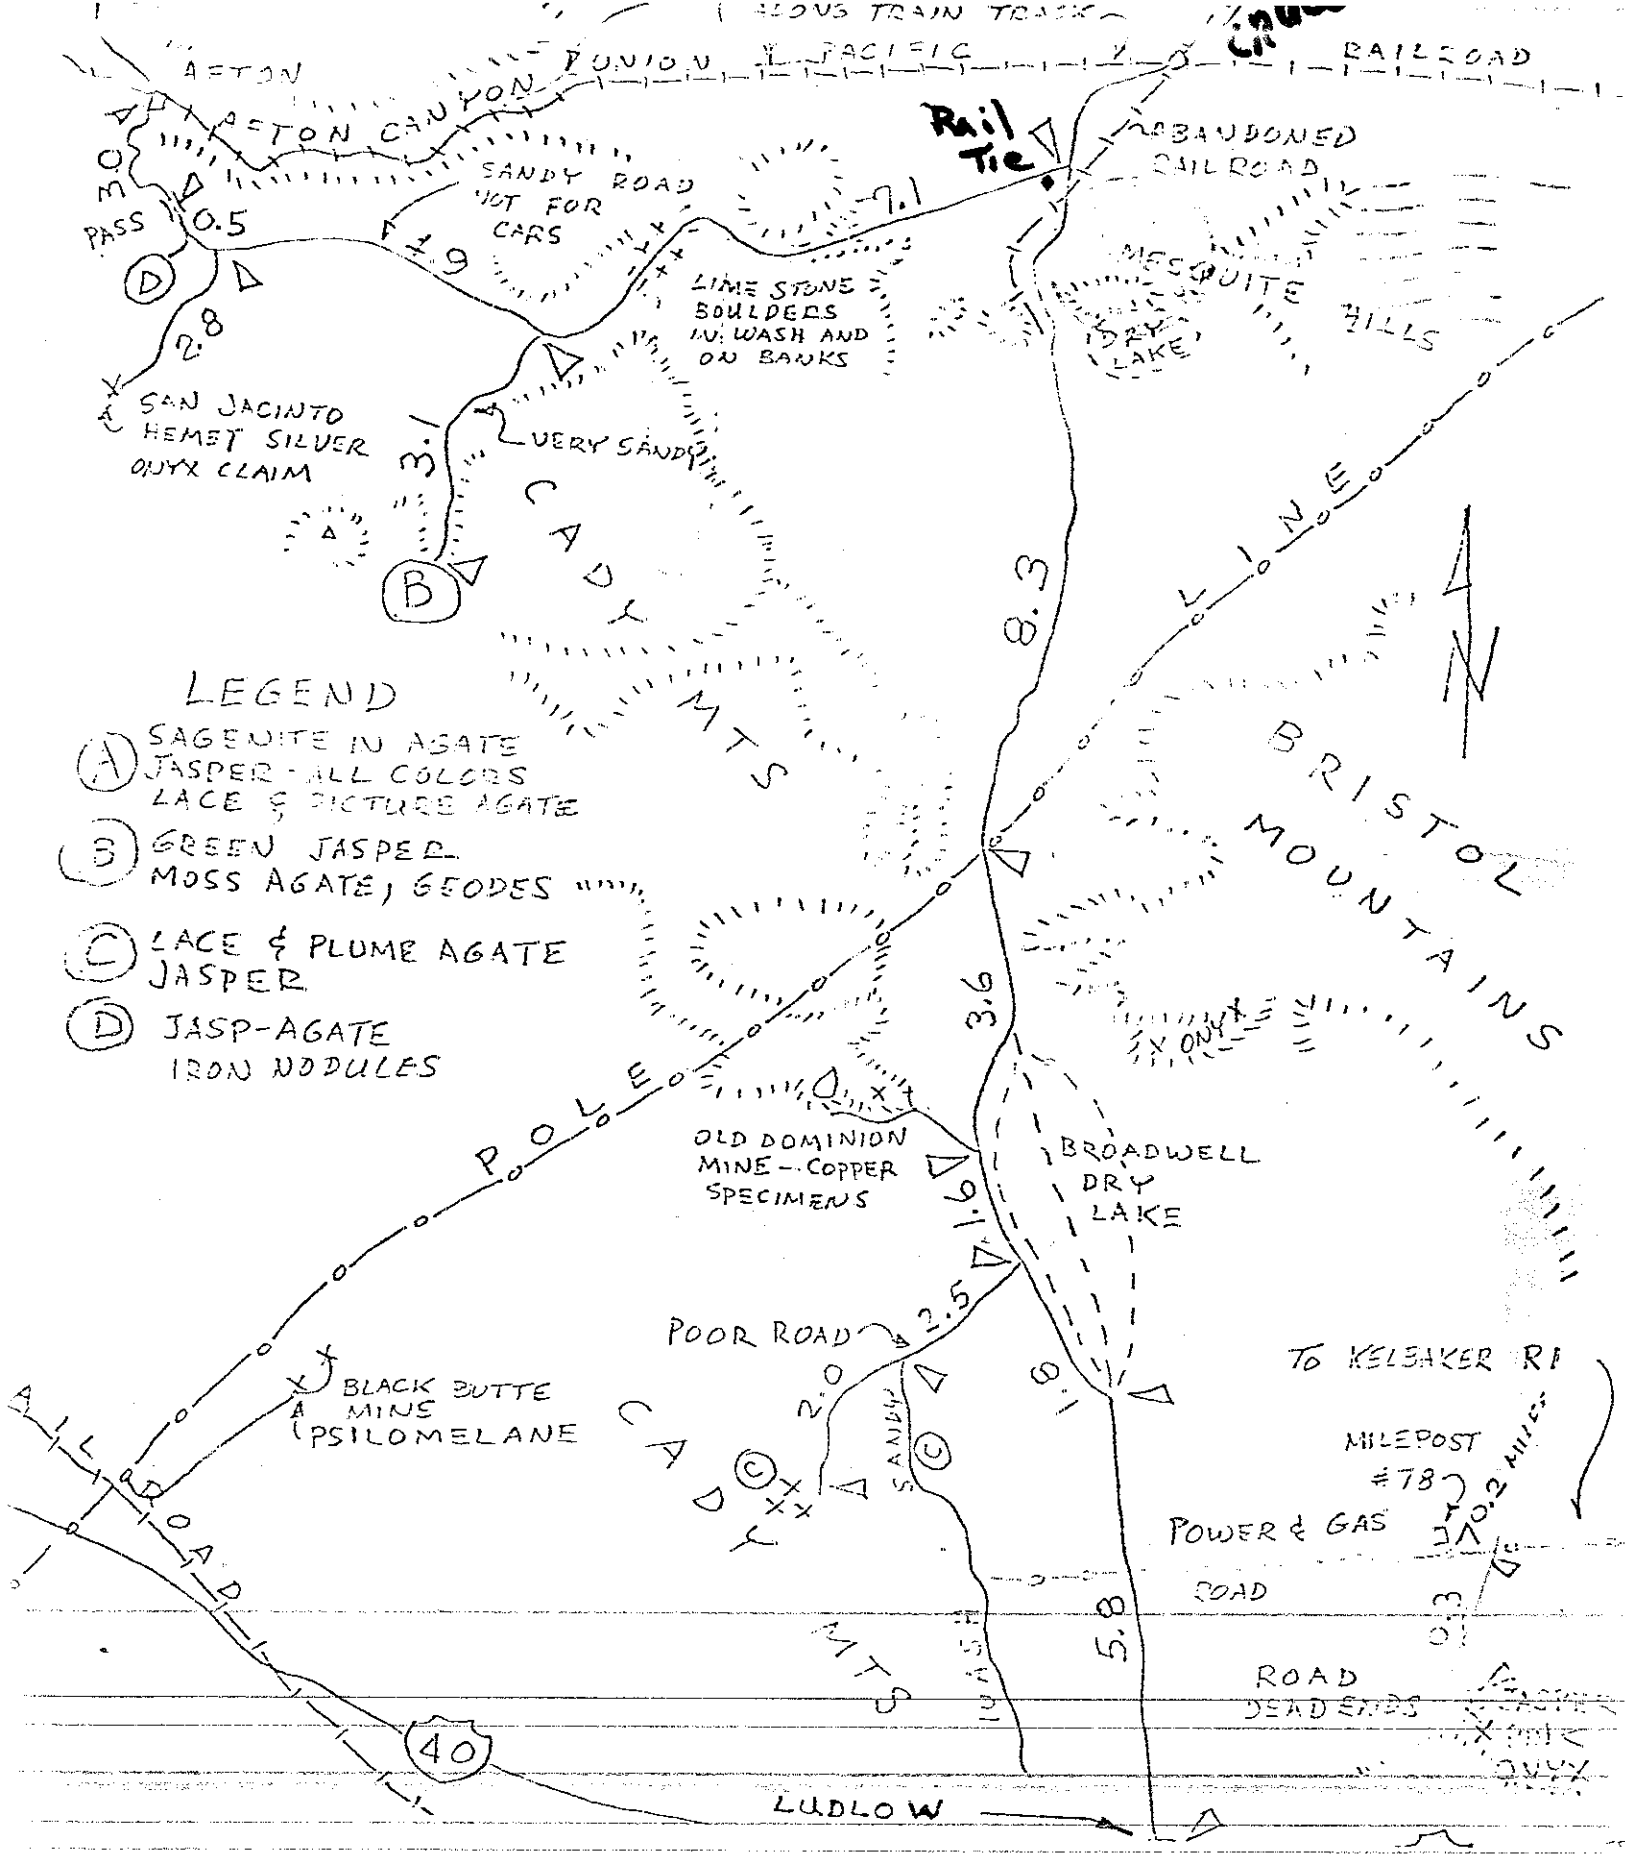 ( ALONG TRAIN TRACK
UNION PACIFIC RAILROAD
AFTON
AFTON CANYON
Rail
Tie
ABANDONED
RAILROAD
SANDY ROAD
NOT FOR
CARS
3.0
PASS
0.5
D
1.9
7.1
2.8
LIME STONE
BOULDERS
IN WASH AND
ON BANKS
MESQUITE
HILLS
DRY
LAKE
SAN JACINTO
HEMET SILVER
ONYX CLAIM
3.1
VERY SANDY
B
CADY
MTS
8.3
POLE LINE
N
LEGEND
A SAGENITE IN AGATE
JASPER - ALL COLORS
LACE & PICTURE AGATE
B GREEN JASPER
MOSS AGATE, GEODES
C LACE & PLUME AGATE
JASPER
D JASP-AGATE
IRON NODULES
BRISTOL
MOUNTAINS
3.6
X ONYX X
OLD DOMINION
MINE - COPPER
SPECIMENS
BROADWELL
DRY
LAKE
1.6
2.5
POOR ROAD
2.0
1.8
SANDY
C
C
WASH
CADY
MTS
BLACK BUTTE
MINE
PSILOMELANE
RAILROAD
TO KELBAKER RD
MILEPOST
#78
0.2 MILES
POWER & GAS
ROAD
0.3
5.8
ROAD
DEAD ENDS
JASPER
ONYX
40
LUDLOW